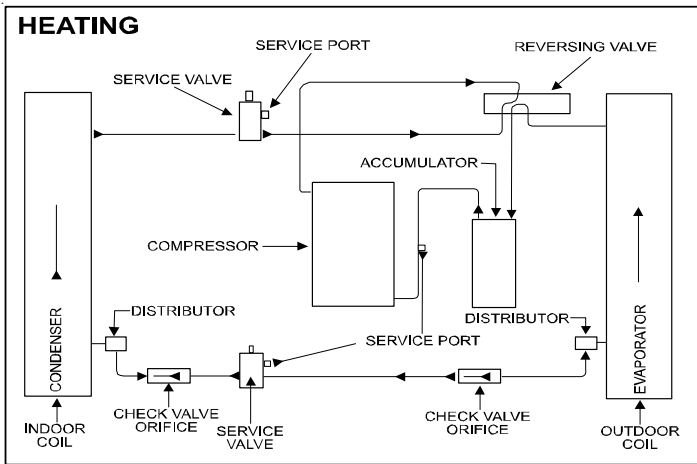 HEATING
SERVICE PORT
REVERSING VALVE
SERVICE VALVE
ACCUMULATOR
COMPRESSOR
DISTRIBUTOR
DISTRIBUTOR
CONDENSER
EVAPORATOR
SERVICE PORT
INDOOR
COIL
CHECK VALVE
ORIFICE
SERVICE
VALVE
CHECK VALVE
ORIFICE
OUTDOOR
COIL